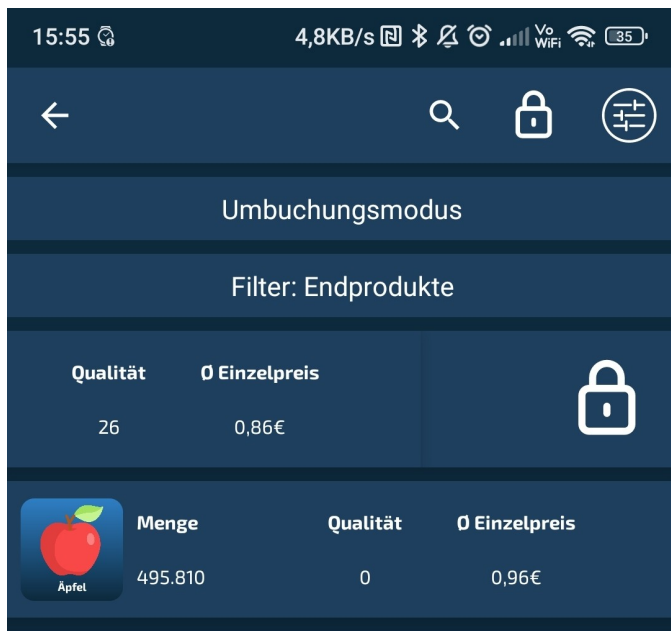 15:55 4,8KB/s Vo WiFi 35
Umbuchungsmodus
Filter: Endprodukte
Qualität Ø Einzelpreis
26 0,86€
Menge Qualität Ø Einzelpreis
495.810 0 0,96€
Äpfel